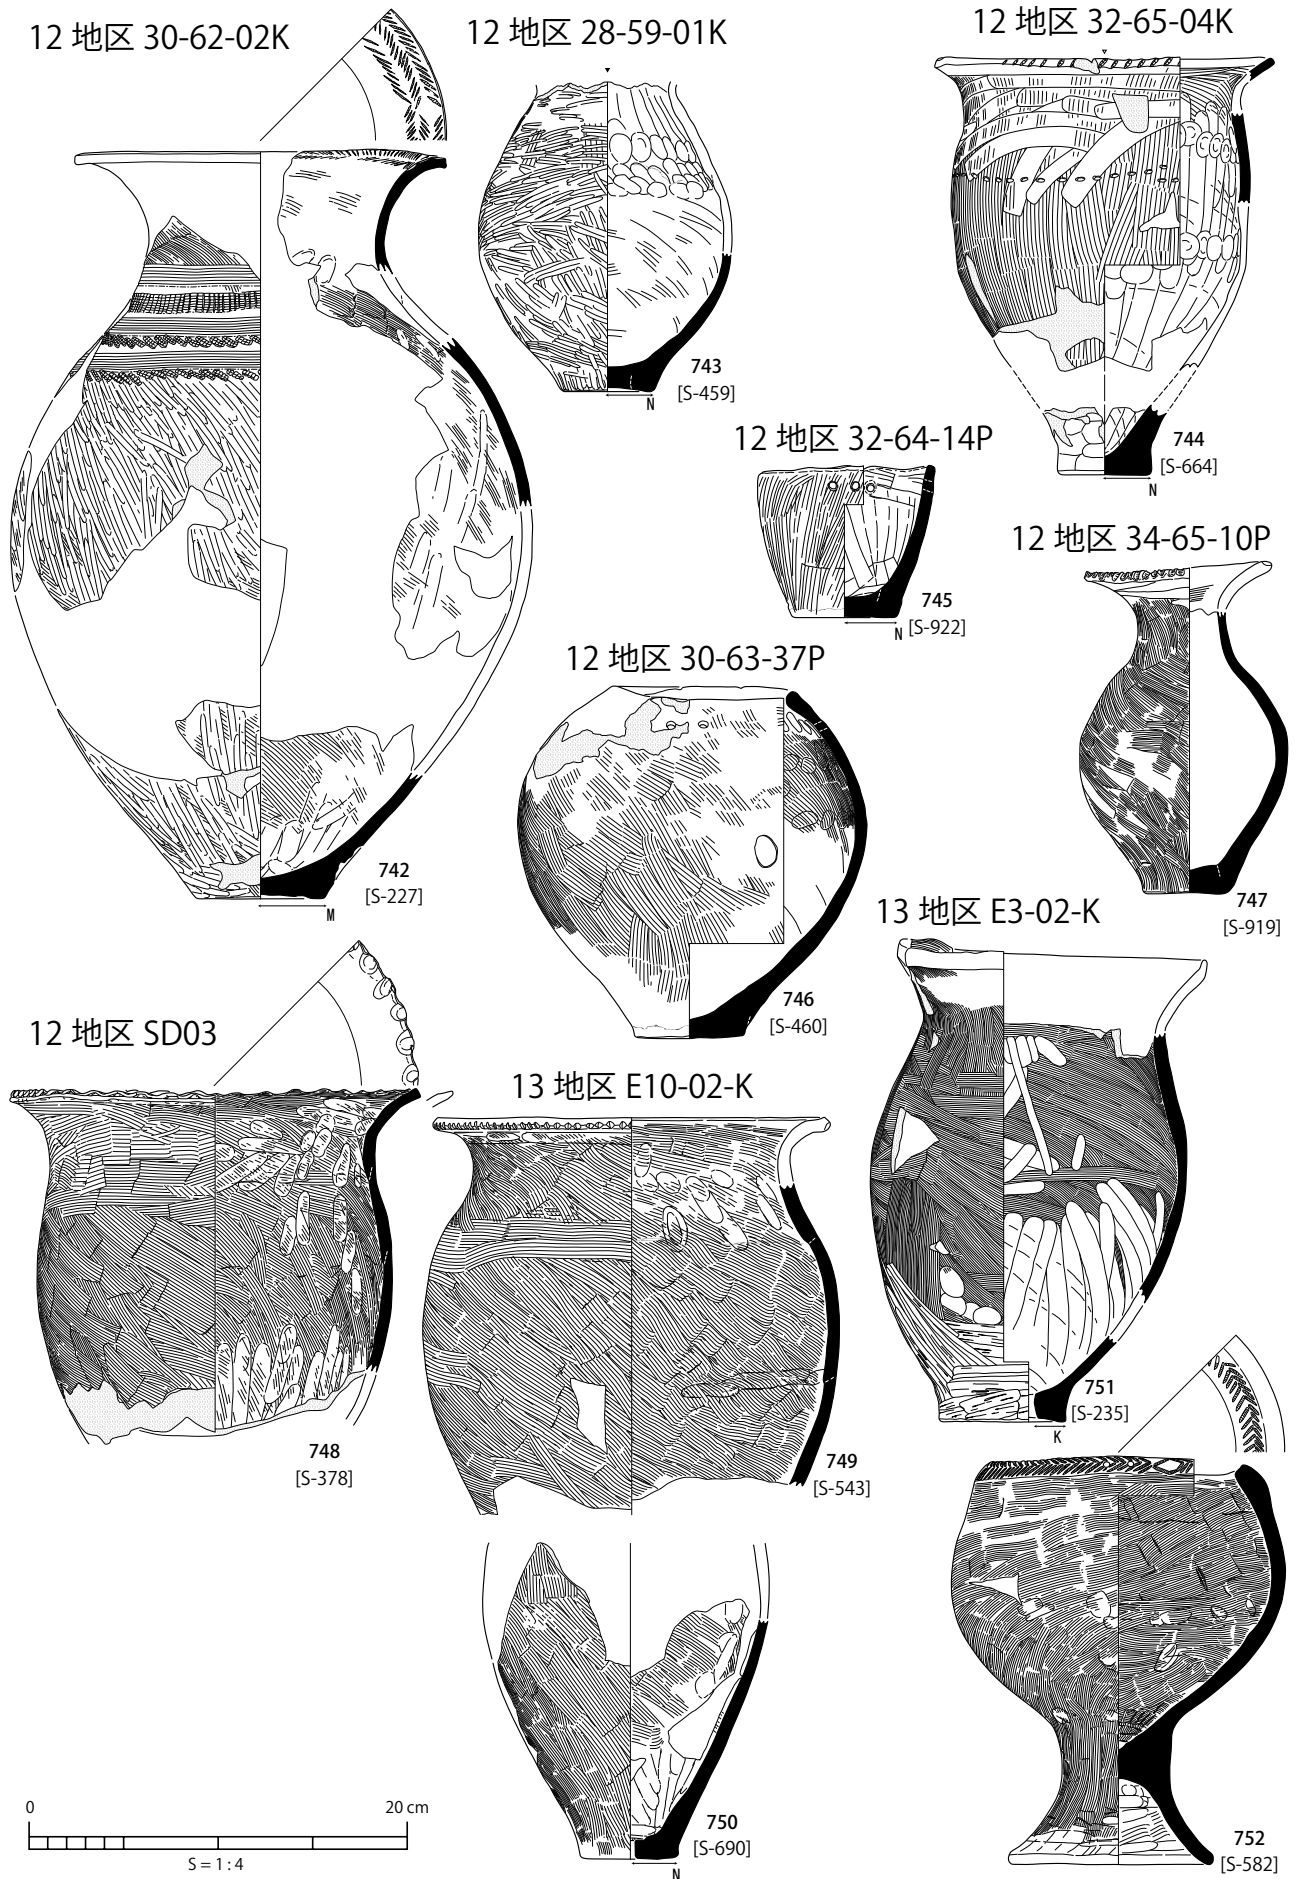 12 地区 30-62-02K
12 地区 28-59-01K
12 地区 32-65-04K
743
[S-459]
N
744
[S-664]
N
12 地区 32-64-14P
745
[S-922]
N
12 地区 34-65-10P
12 地区 30-63-37P
742
[S-227]
M
747
[S-919]
13 地区 E3-02-K
746
[S-460]
12 地区 SD03
13 地区 E10-02-K
751
[S-235]
K
748
[S-378]
749
[S-543]
750
[S-690]
N
752
[S-582]
0 20 cm
S = 1 : 4